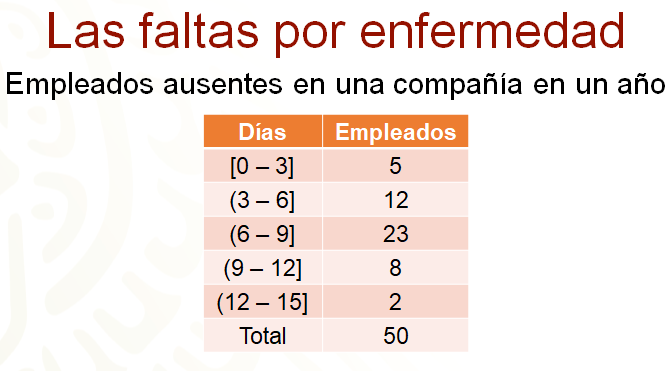 Las faltas por enfermedad
Empleados ausentes en una compañía en un año
Días Empleados
[0 – 3] 5
(3 – 6] 12
(6 – 9] 23
(9 – 12] 8
(12 – 15] 2
Total 50